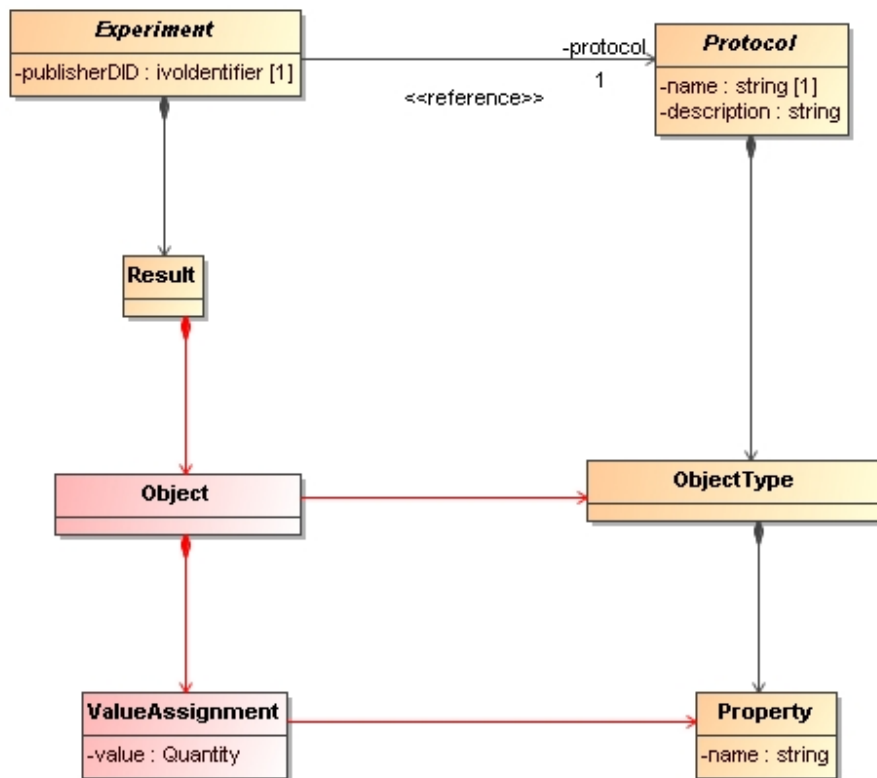 Experiment
-publisherDID : ivoIdentifier [1]
-protocol
1
<<reference>>
Protocol
-name : string [1]
-description : string
Result
Object
ObjectType
ValueAssignment
-value : Quantity
Property
-name : string